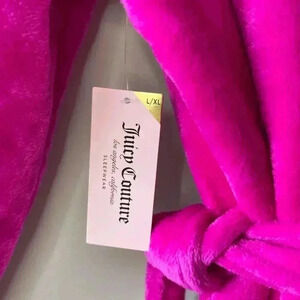 L/XL
Juicy Couture
los angeles, california
SLEEPWEAR